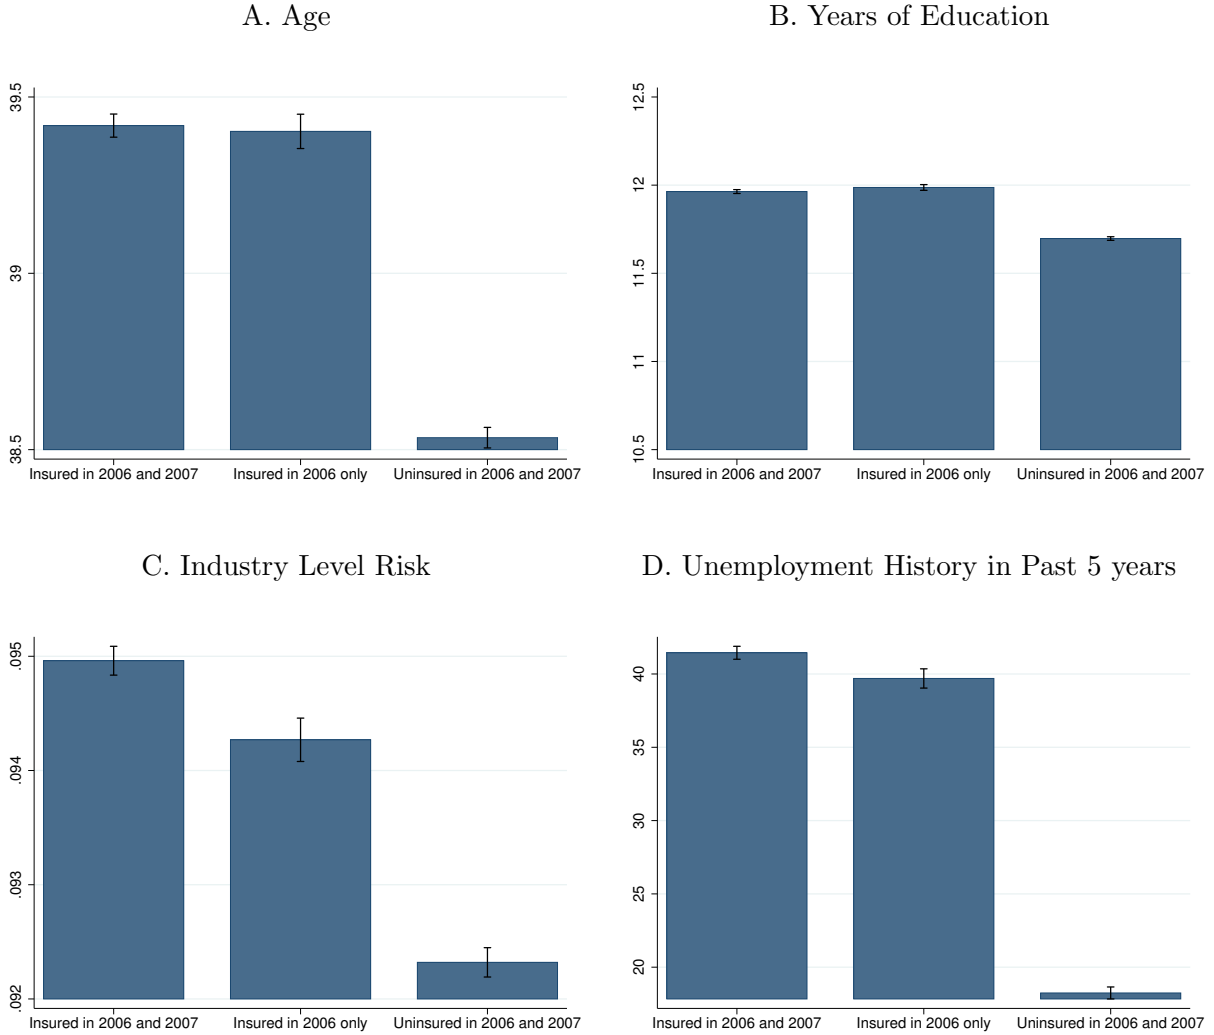 A. Age
39.5
39
38.5
Insured in 2006 and 2007 Insured in 2006 only Uninsured in 2006 and 2007
B. Years of Education
12.5
12
11.5
11
10.5
Insured in 2006 and 2007 Insured in 2006 only Uninsured in 2006 and 2007
C. Industry Level Risk
.095
.094
.093
.092
Insured in 2006 and 2007 Insured in 2006 only Uninsured in 2006 and 2007
D. Unemployment History in Past 5 years
40
35
30
25
20
Insured in 2006 and 2007 Insured in 2006 only Uninsured in 2006 and 2007